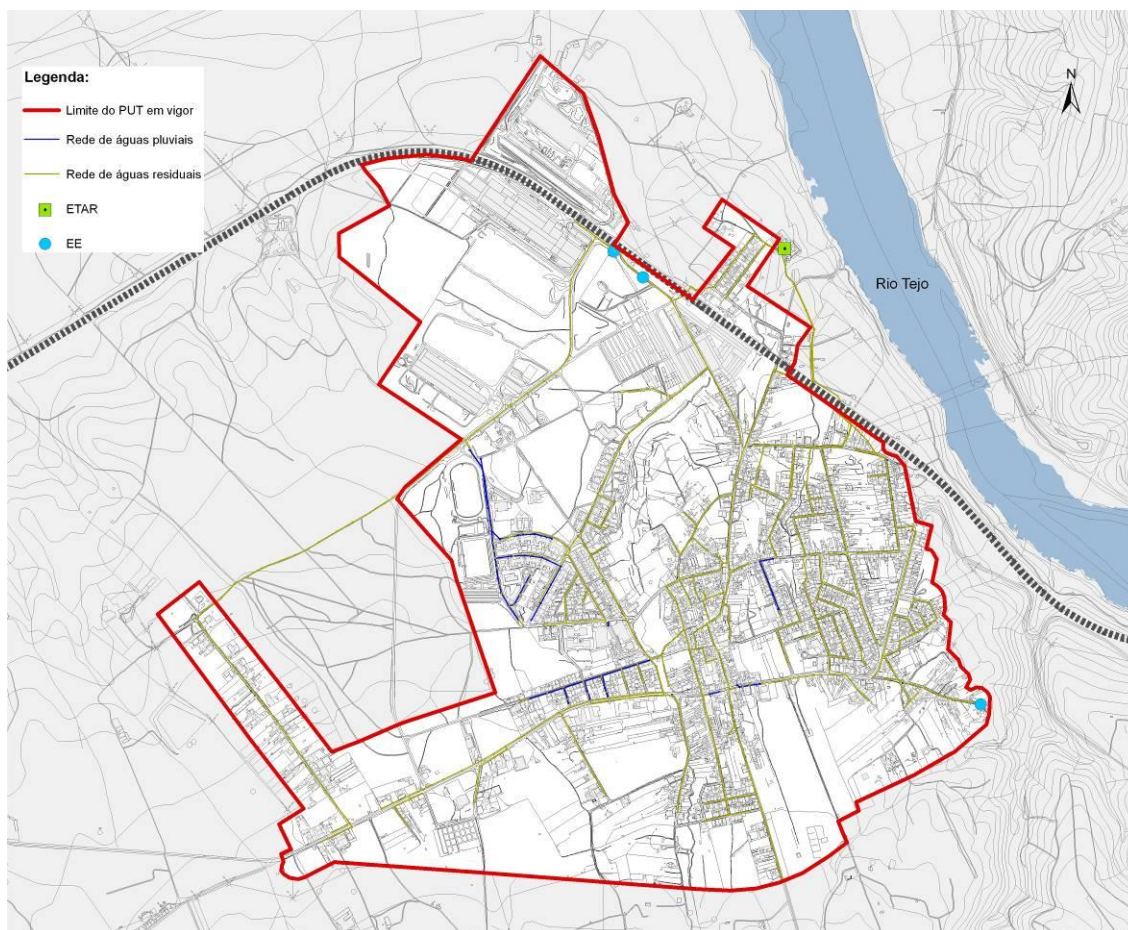 Legenda:
Limite do PUT em vigor
Rede de águas pluviais
Rede de águas residuais
ETAR
EE
N
Rio Tejo